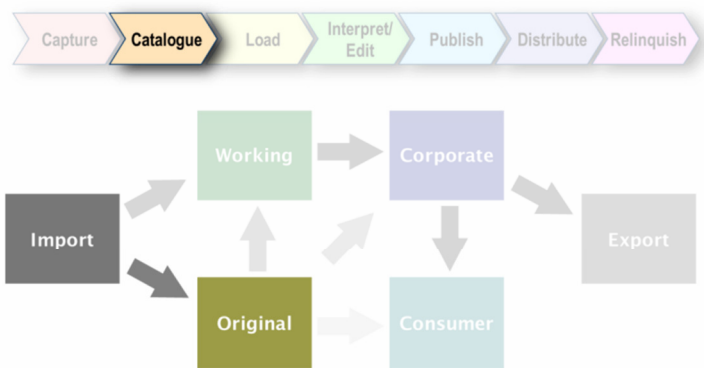 Capture
Catalogue
Load
Interpret/
Edit
Publish
Distribute
Relinquish
Working
Corporate
Import
Export
Original
Consumer